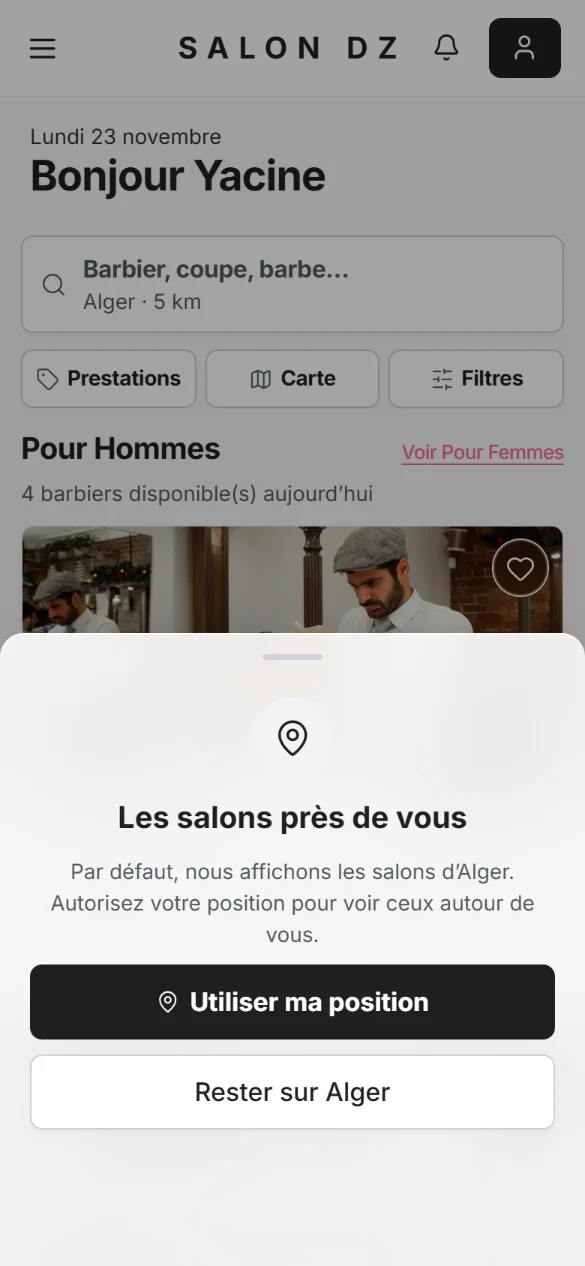 SALON DZ
Lundi 23 novembre
Bonjour Yacine
Barbier, coupe, barbe...
Alger · 5 km
Prestations
Carte
Filtres
Pour Hommes
Voir Pour Femmes
4 barbiers disponible(s) aujourd’hui
Les salons près de vous
Par défaut, nous affichons les salons d’Alger.
Autorisez votre position pour voir ceux autour de
vous.
Utiliser ma position
Rester sur Alger